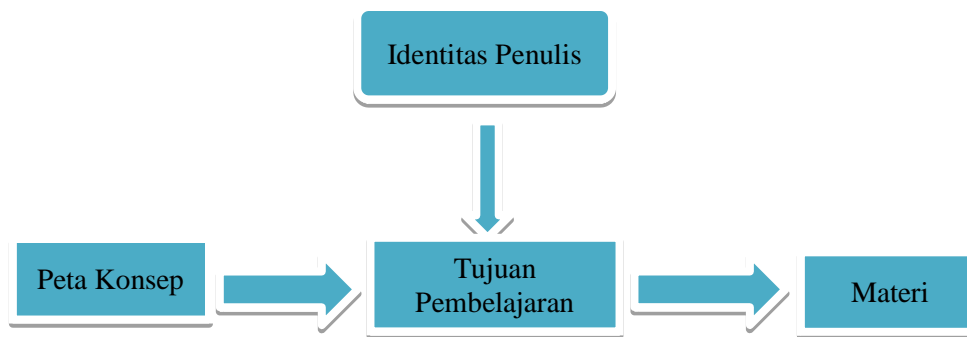 Identitas Penulis
Peta Konsep
Tujuan
Pembelajaran
Materi